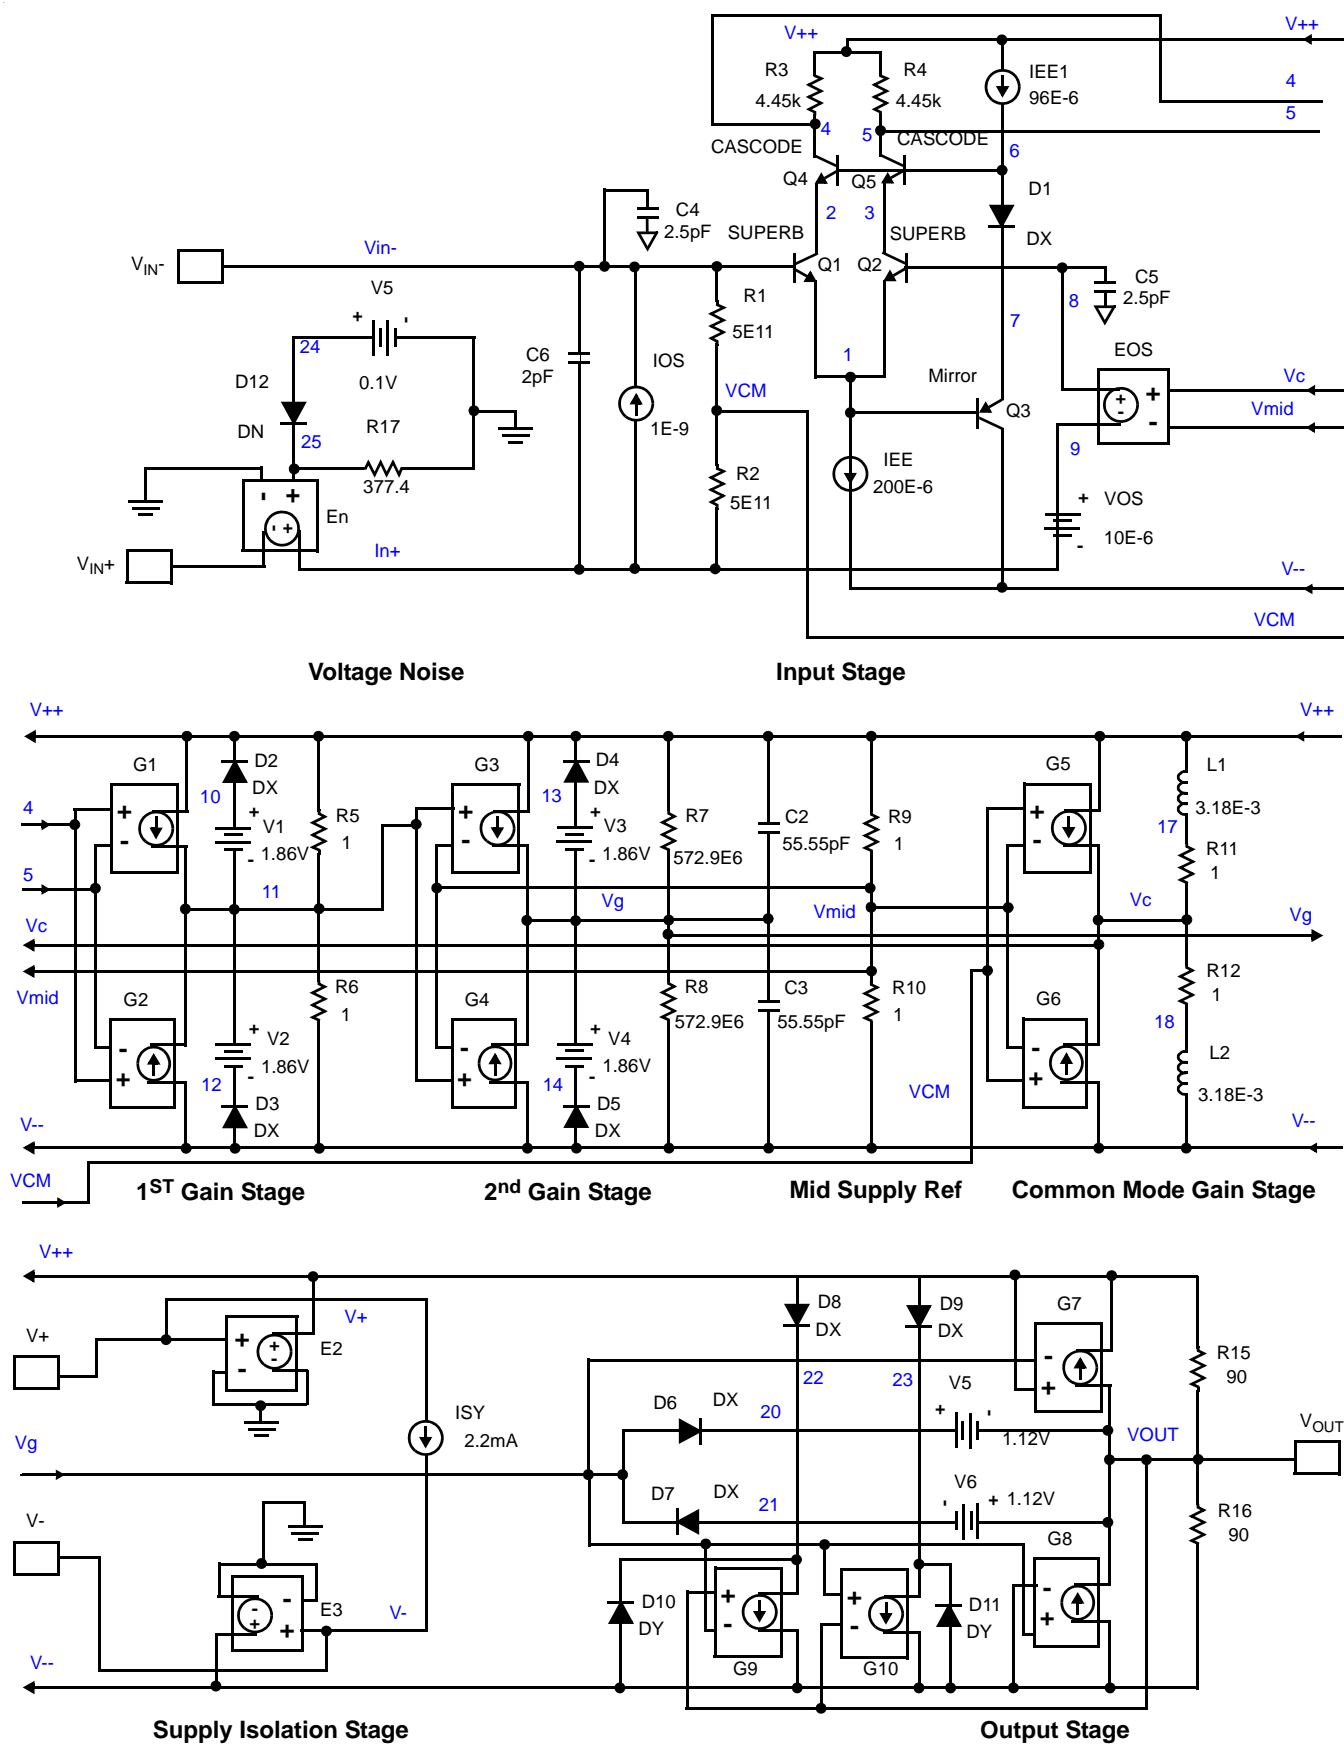 V++
V++
R3
4.45k
R4
4.45k
IEE1
96E-6
4
5
4
5
CASCODE
CASCODE
6
Q4
Q5
D1
DX
2
3
C4
2.5pF
SUPERB
SUPERB
VIN-
Vin-
Q1
Q2
C5
2.5pF
8
V5
+ -
0.1V
24
R1
5E11
7
1
EOS
C6
2pF
IOS
1E-9
D12
DN
VCM
Mirror
Q3
+
-
+
-
Vc
Vmid
25
R17
377.4
9
R2
5E11
IEE
200E-6
- +
- +
En
+
VOS
10E-6
-
VIN+
In+
V--
VCM
Voltage Noise
Input Stage
V++
V++
G1
D2
DX
G3
D4
DX
G5
L1
3.18E-3
10
13
4
+
-
+
V1
1.86V
-
R5
1
+
-
+
V3
1.86V
-
R7
572.9E6
C2
55.55pF
R9
1
+
-
17
R11
1
5
11
Vg
Vmid
Vc
Vg
Vc
Vmid
G2
R6
1
G4
R8
572.9E6
C3
55.55pF
R10
1
G6
R12
1
18
-
+
+
V2
1.86V
-
12
-
+
+
V4
1.86V
-
14
-
+
L2
3.18E-3
D3
DX
D5
DX
VCM
V--
V--
VCM
1ST Gain Stage
2nd Gain Stage
Mid Supply Ref
Common Mode Gain Stage
V++
V+
V+
+
-
+
-
E2
D8
DX
D9
DX
G7
-
+
R15
90
22
23
D6
DX
20
V5
+ -
1.12V
ISY
2.2mA
Vg
VOUT
VOUT
D7
DX
21
V6
- +
1.12V
R16
90
V-
G8
-
+
-
+
E3
V-
D10
DY
+
-
G9
+
-
G10
D11
DY
-
+
V--
Supply Isolation Stage
Output Stage